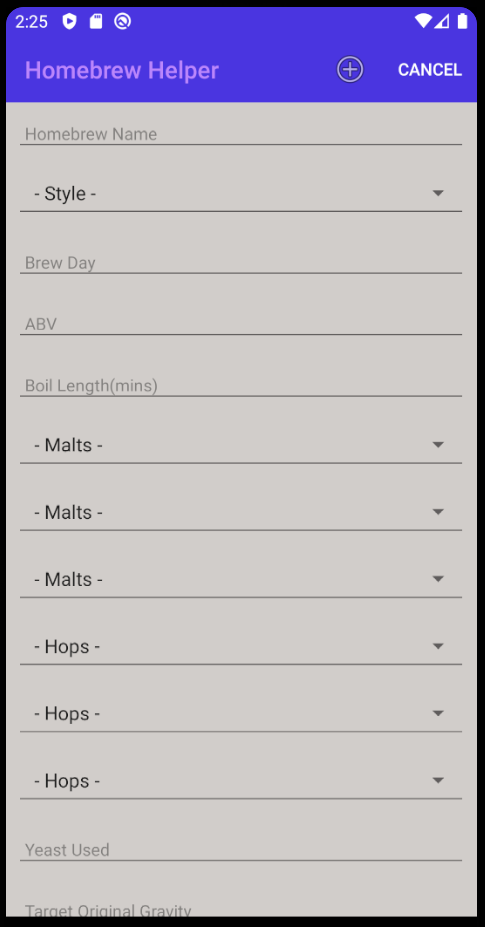 2:25
Homebrew Helper
CANCEL
Homebrew Name
- Style -
Brew Day
ABV
Boil Length(mins)
- Malts -
- Malts -
- Malts -
- Hops -
- Hops -
- Hops -
Yeast Used
Target Original Gravity